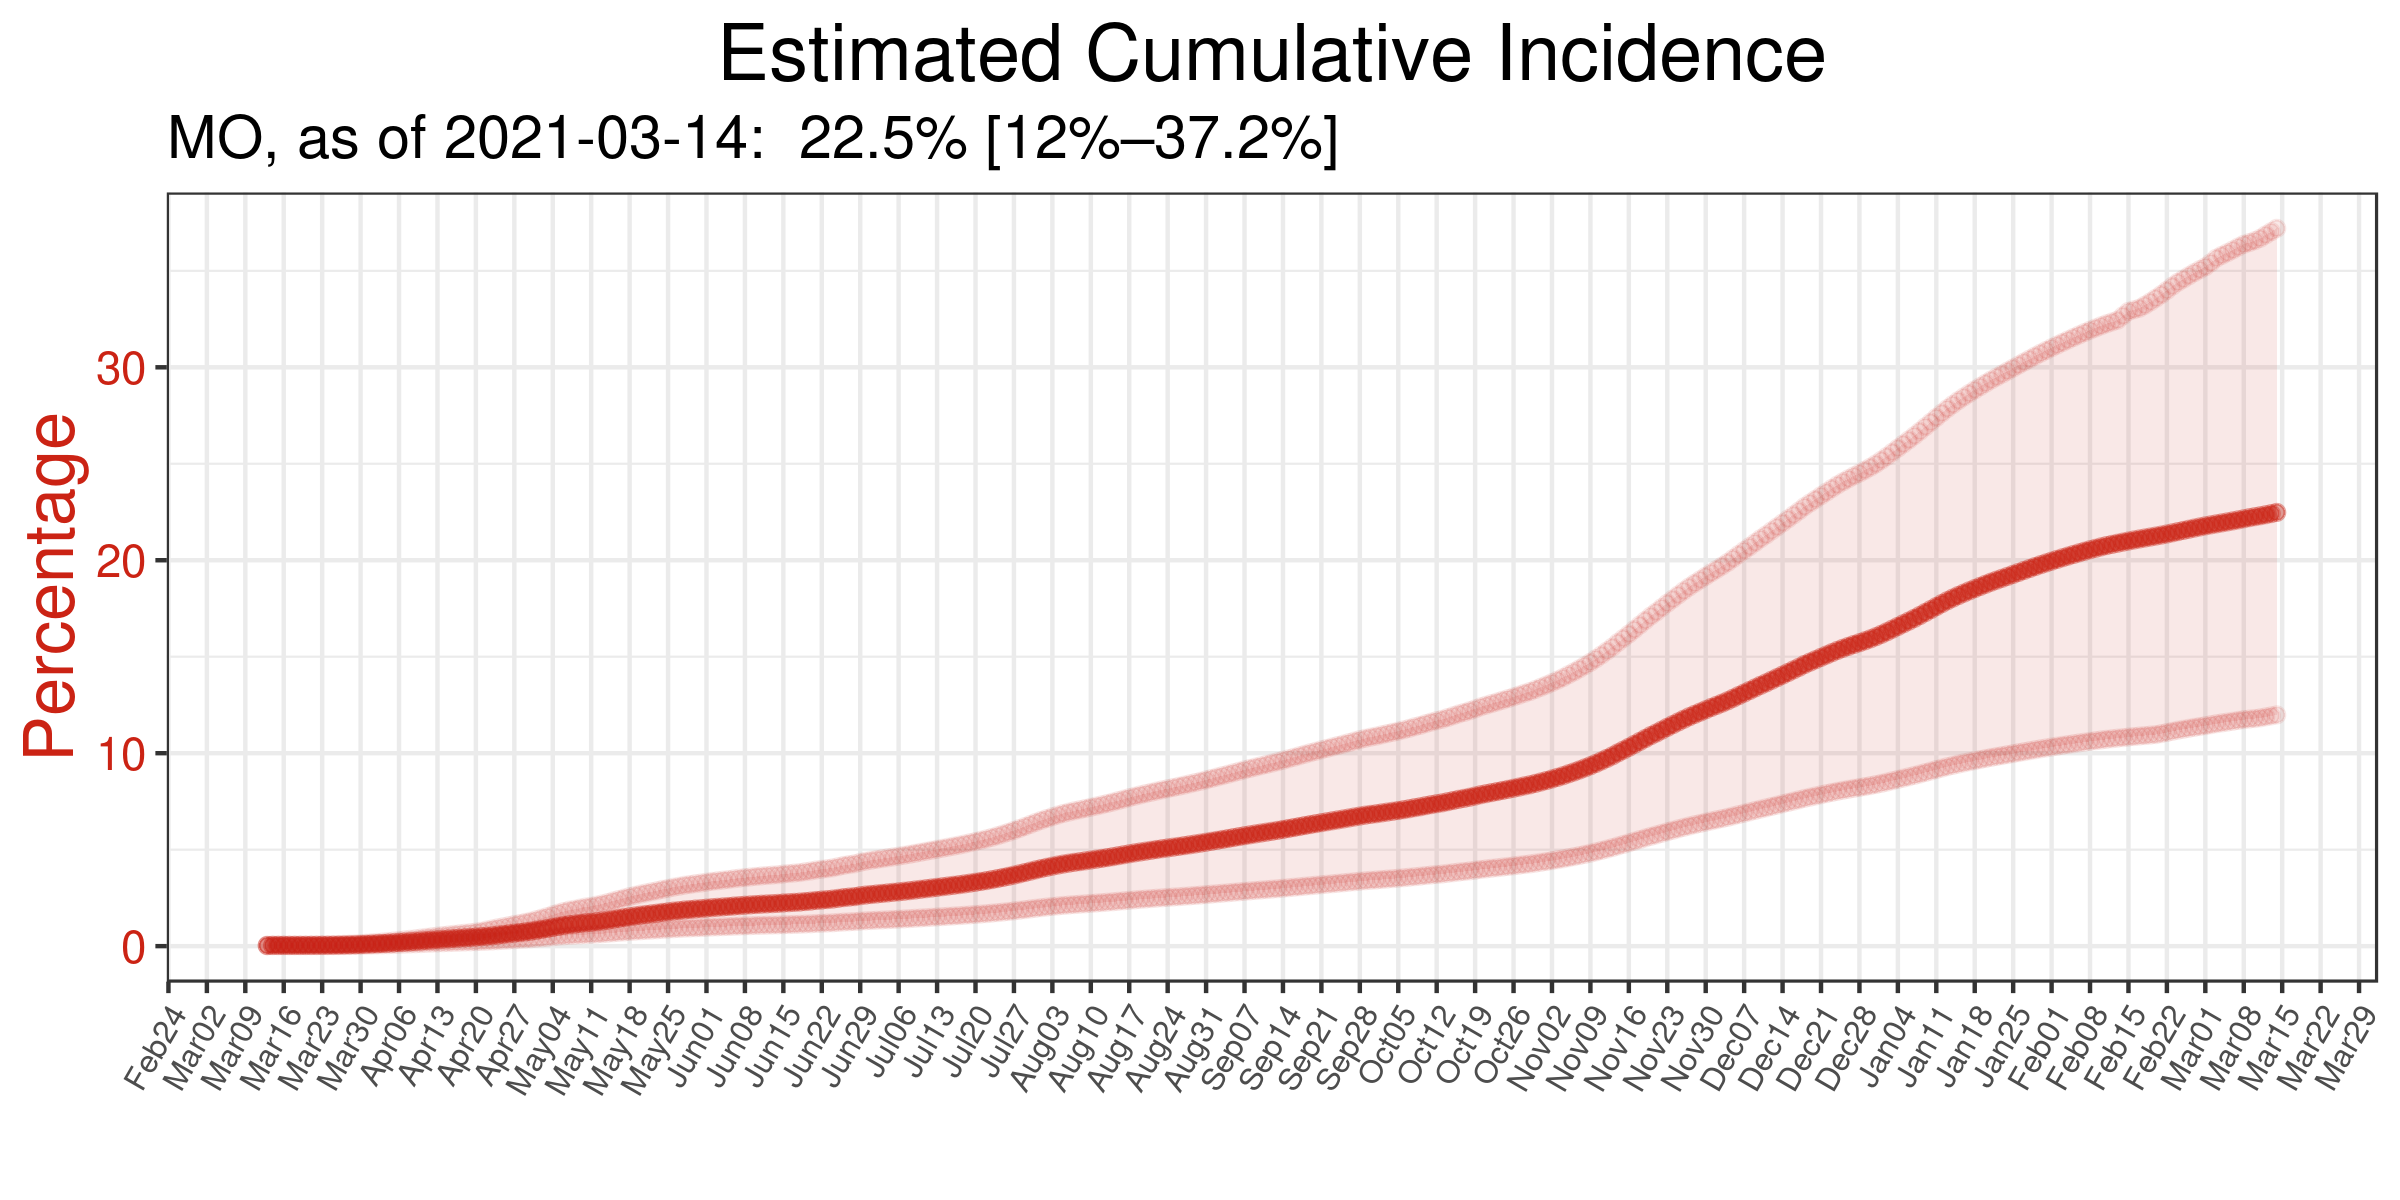 Estimated Cumulative Incidence
MO, as of 2021-03-14:  22.5% [12%–37.2%]
Percentage
30
20
10
0
Feb24 Mar02 Mar09 Mar16 Mar23 Mar30 Apr06 Apr13 Apr20 Apr27 May04 May11 May18 May25 Jun01 Jun08 Jun15 Jun22 Jun29 Jul06 Jul13 Jul20 Jul27 Aug03 Aug10 Aug17 Aug24 Aug31 Sep07 Sep14 Sep21 Sep28 Oct05 Oct12 Oct19 Oct26 Nov02 Nov09 Nov16 Nov23 Nov30 Dec07 Dec14 Dec21 Dec28 Jan04 Jan11 Jan18 Jan25 Feb01 Feb08 Feb15 Feb22 Mar01 Mar08 Mar15 Mar22 Mar29